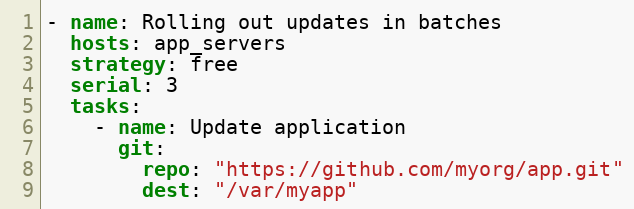 1 - name: Rolling out updates in batches
2   hosts: app_servers
3   strategy: free
4   serial: 3
5   tasks:
6     - name: Update application
7       git:
8         repo: "https://github.com/myorg/app.git"
9         dest: "/var/myapp"